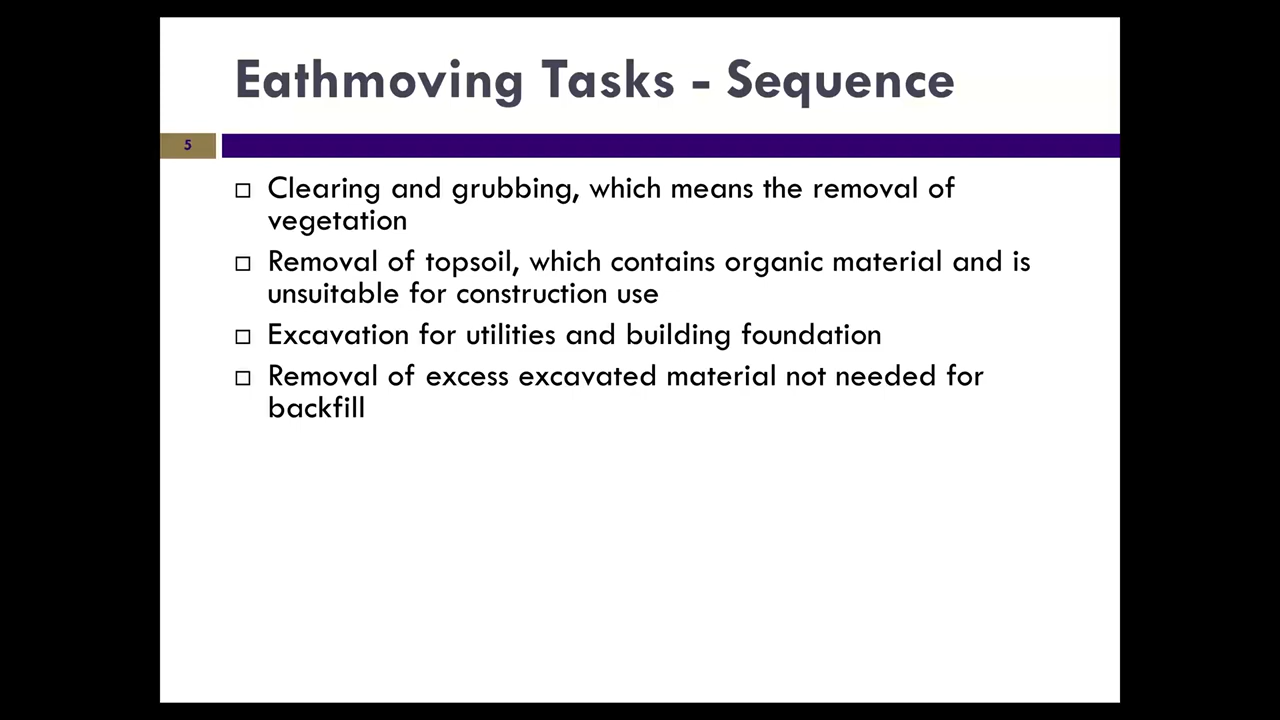 Eathmoving Tasks - Sequence
5
Clearing and grubbing, which means the removal of
vegetation
Removal of topsoil, which contains organic material and is
unsuitable for construction use
Excavation for utilities and building foundation
Removal of excess excavated material not needed for
backfill